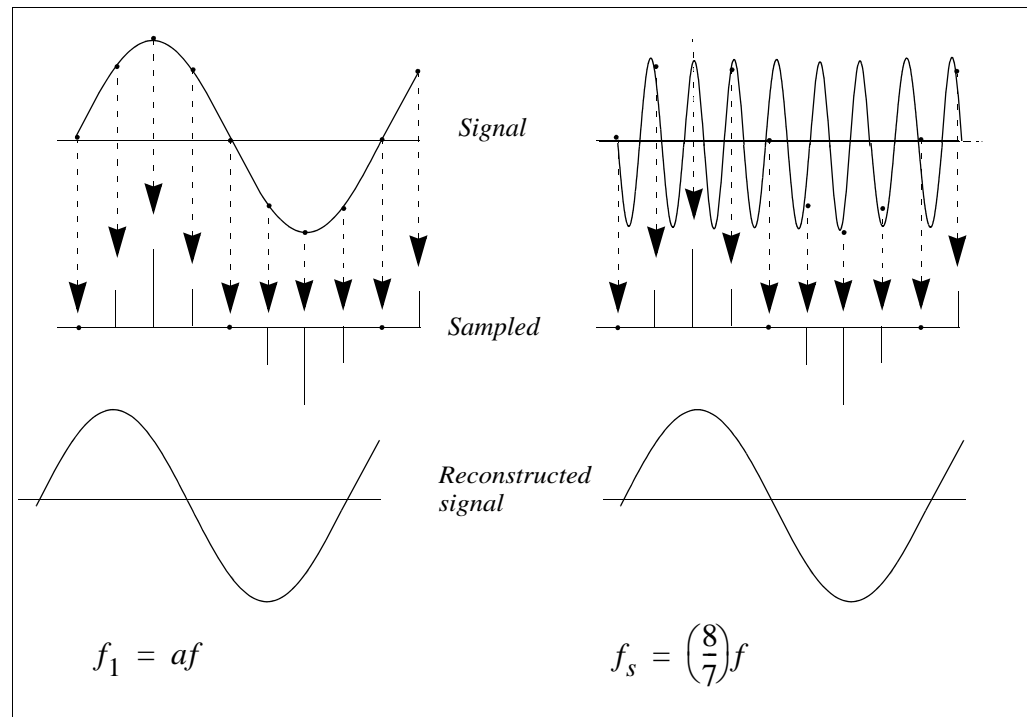 Signal
Sampled
Reconstructed
signal
f₁ = af
fₛ = (8/7)f